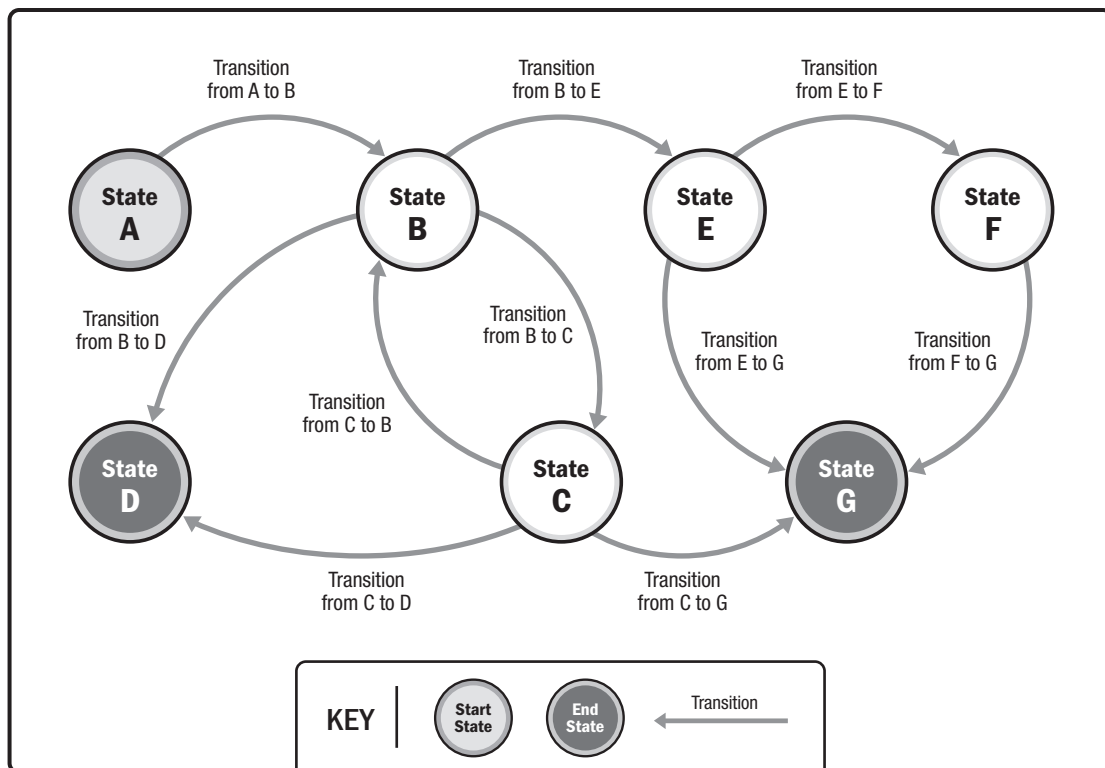 Transition
from A to B
Transition
from B to E
Transition
from E to F
State
A
State
B
State
E
State
F
Transition
from B to D
Transition
from C to B
Transition
from B to C
Transition
from E to G
Transition
from F to G
State
D
State
C
State
G
Transition
from C to D
Transition
from C to G
KEY
Start
State
End
State
Transition